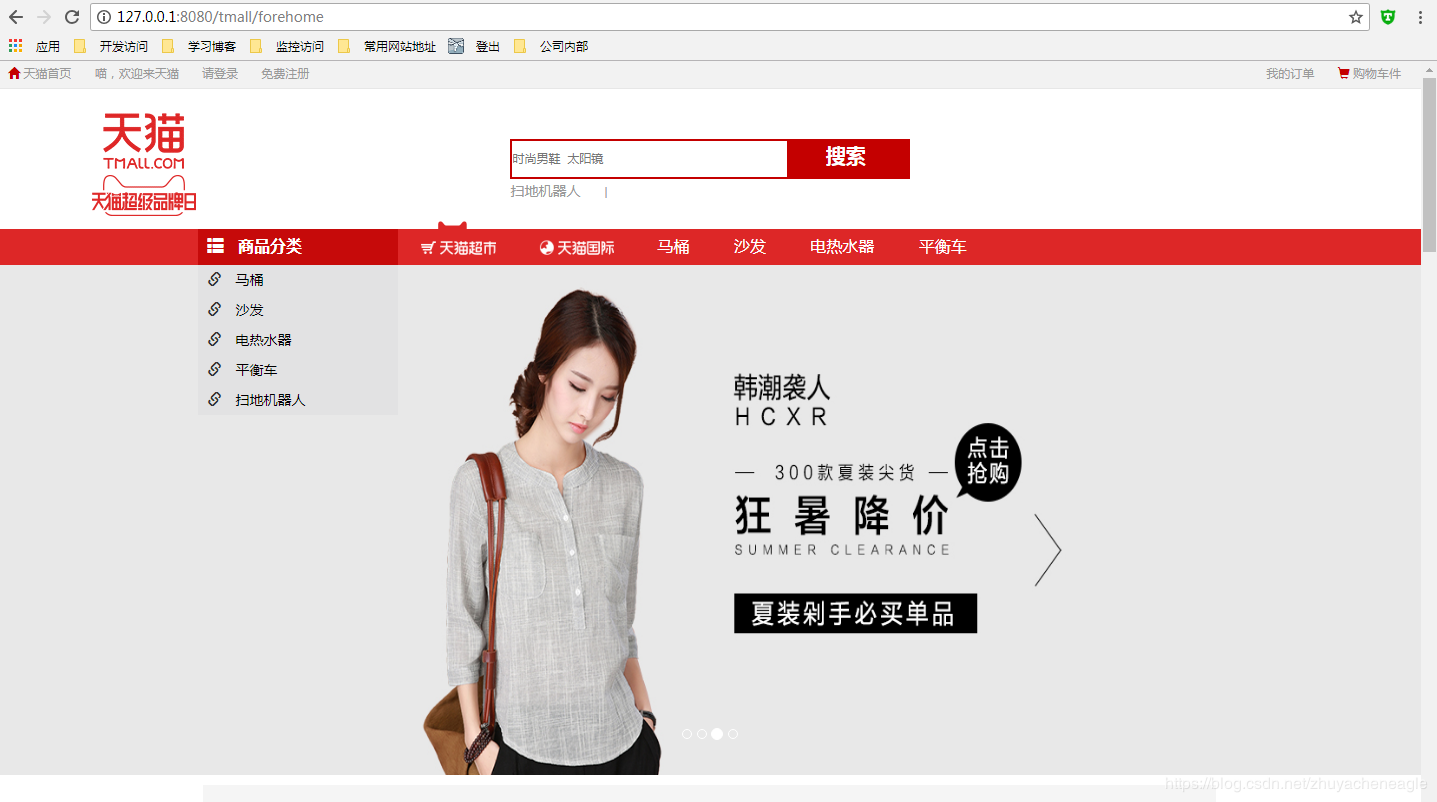 127.0.0.1:8080/tmall/forehome
应用 开发访问 学习博客 监控访问 常用网站地址 登出 公司内部
天猫首页 喵，欢迎来天猫 请登录 免费注册 我的订单 购物车件
天猫
TMALL.COM
天猫超级品牌日
时尚男鞋 太阳镜 搜索
扫地机器人 |
商品分类 天猫超市 天猫国际 马桶 沙发 电热水器 平衡车
马桶
沙发
电热水器
平衡车
扫地机器人
韩潮袭人
HCXR
点击
抢购
— 300款夏装尖货 —
狂暑降价
SUMMER CLEARANCE
夏装剁手必买单品
https://blog.csdn.net/zhuyacheneagle